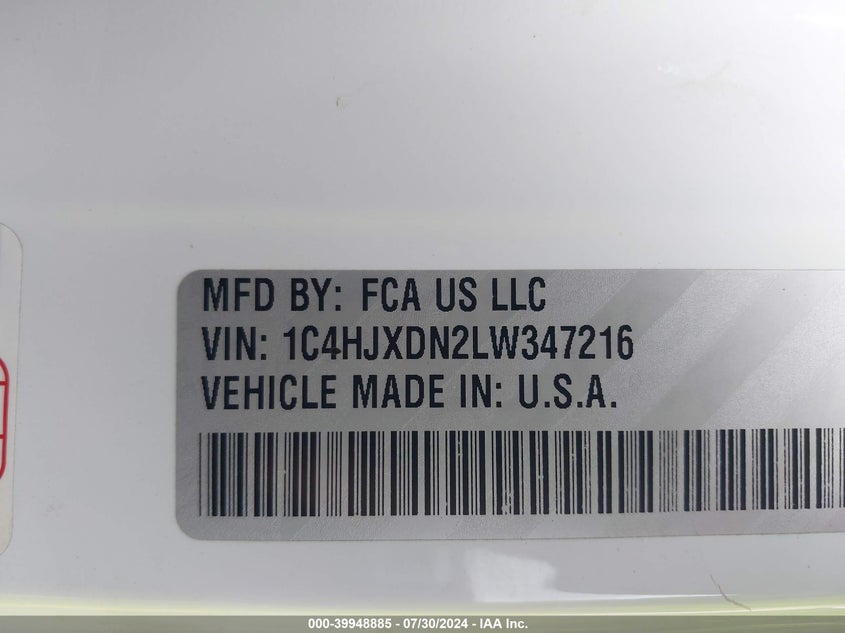 MFD BY: FCA US LLC
VIN: 1C4HJXDN2LW347216
VEHICLE MADE IN: U.S.A.
000-39948885 - 07/30/2024 - IAA Inc.